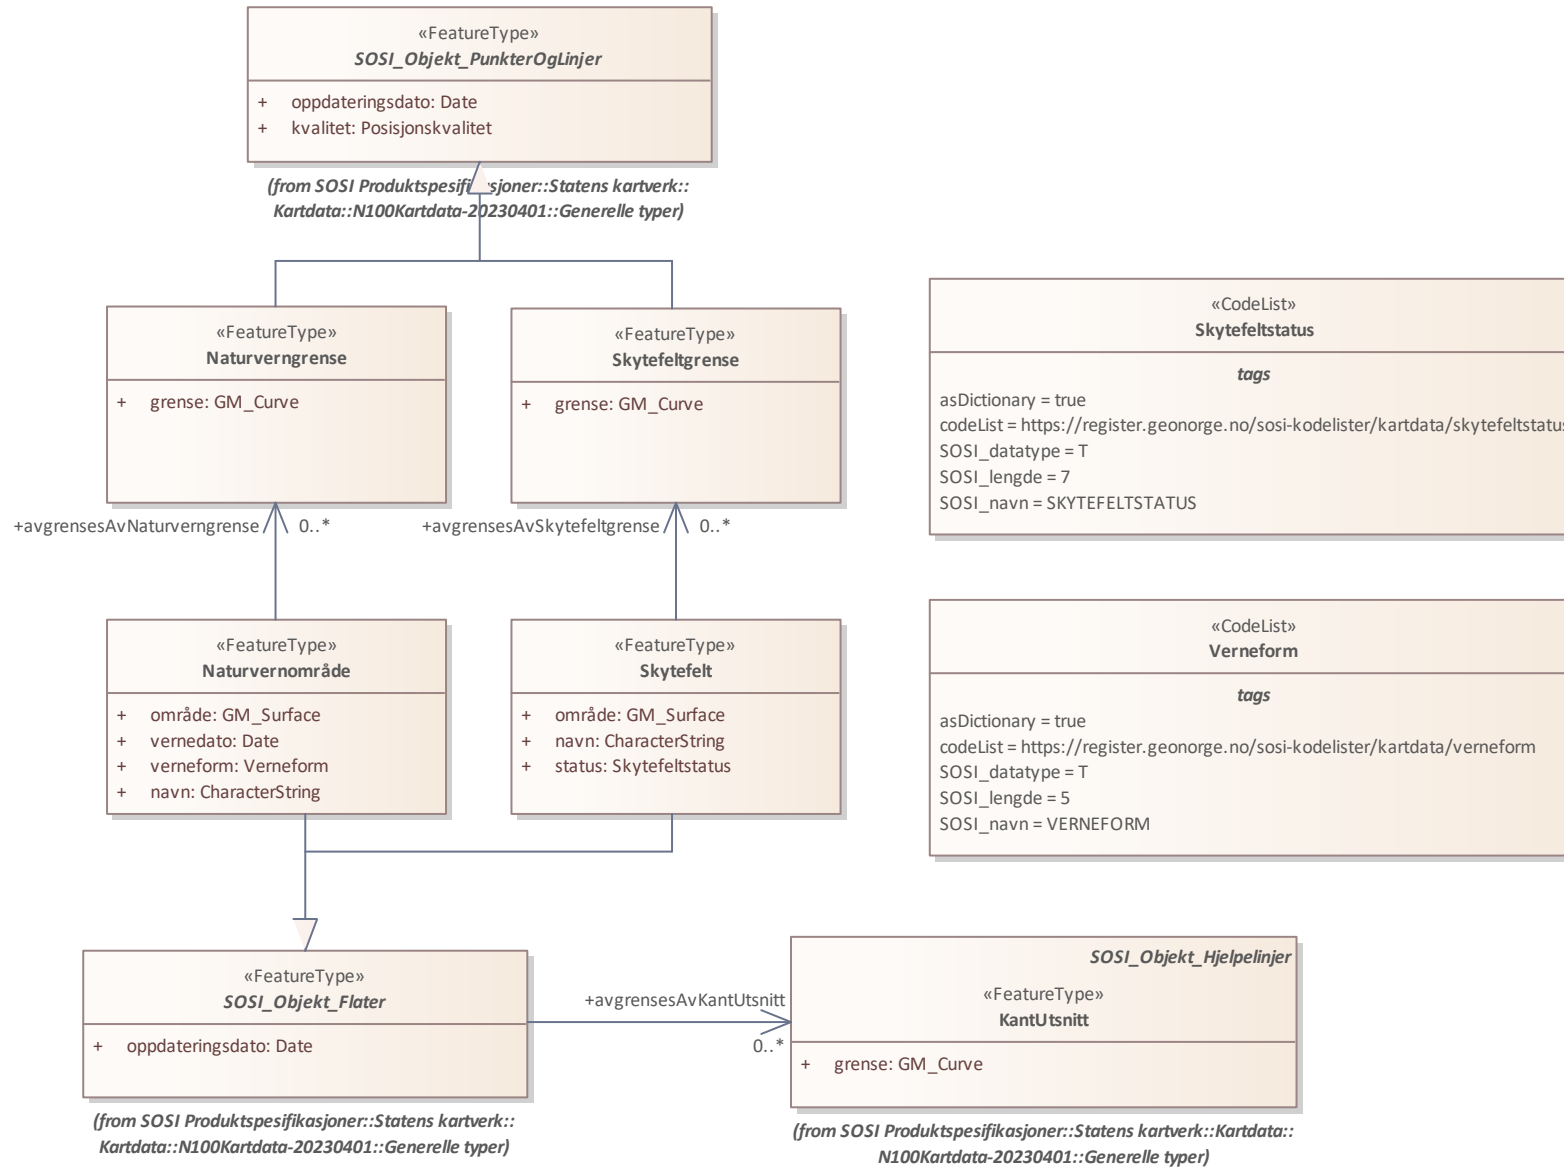 «FeatureType»
SOSI_Objekt_PunkterOgLinjer
+ oppdateringsdato: Date
+ kvalitet: Posisjonskvalitet
(from SOSI Produktspesifikasjoner::Statens kartverk::
Kartdata::N100Kartdata-20230401::Generelle typer)
«FeatureType»
Naturverngrense
+ grense: GM_Curve
«FeatureType»
Skytefeltgrense
+ grense: GM_Curve
«CodeList»
Skytefeltstatus
tags
asDictionary = true
codeList = https://register.geonorge.no/sosi-kodelister/kartdata/skytefeltstatus
SOSI_datatype = T
SOSI_lengde = 7
SOSI_navn = SKYTEFELTSTATUS
+avgrensesAvNaturverngrense 0..*
+avgrensesAvSkytefeltgrense 0..*
«FeatureType»
Naturvernområde
+ område: GM_Surface
+ vernedato: Date
+ verneform: Verneform
+ navn: CharacterString
«FeatureType»
Skytefelt
+ område: GM_Surface
+ navn: CharacterString
+ status: Skytefeltstatus
«CodeList»
Verneform
tags
asDictionary = true
codeList = https://register.geonorge.no/sosi-kodelister/kartdata/verneform
SOSI_datatype = T
SOSI_lengde = 5
SOSI_navn = VERNEFORM
«FeatureType»
SOSI_Objekt_Flater
+ oppdateringsdato: Date
(from SOSI Produktspesifikasjoner::Statens kartverk::
Kartdata::N100Kartdata-20230401::Generelle typer)
+avgrensesAvKantUtsnitt
0..*
SOSI_Objekt_Hjelpelinjer
«FeatureType»
KantUtsnitt
+ grense: GM_Curve
(from SOSI Produktspesifikasjoner::Statens kartverk::Kartdata::
N100Kartdata-20230401::Generelle typer)